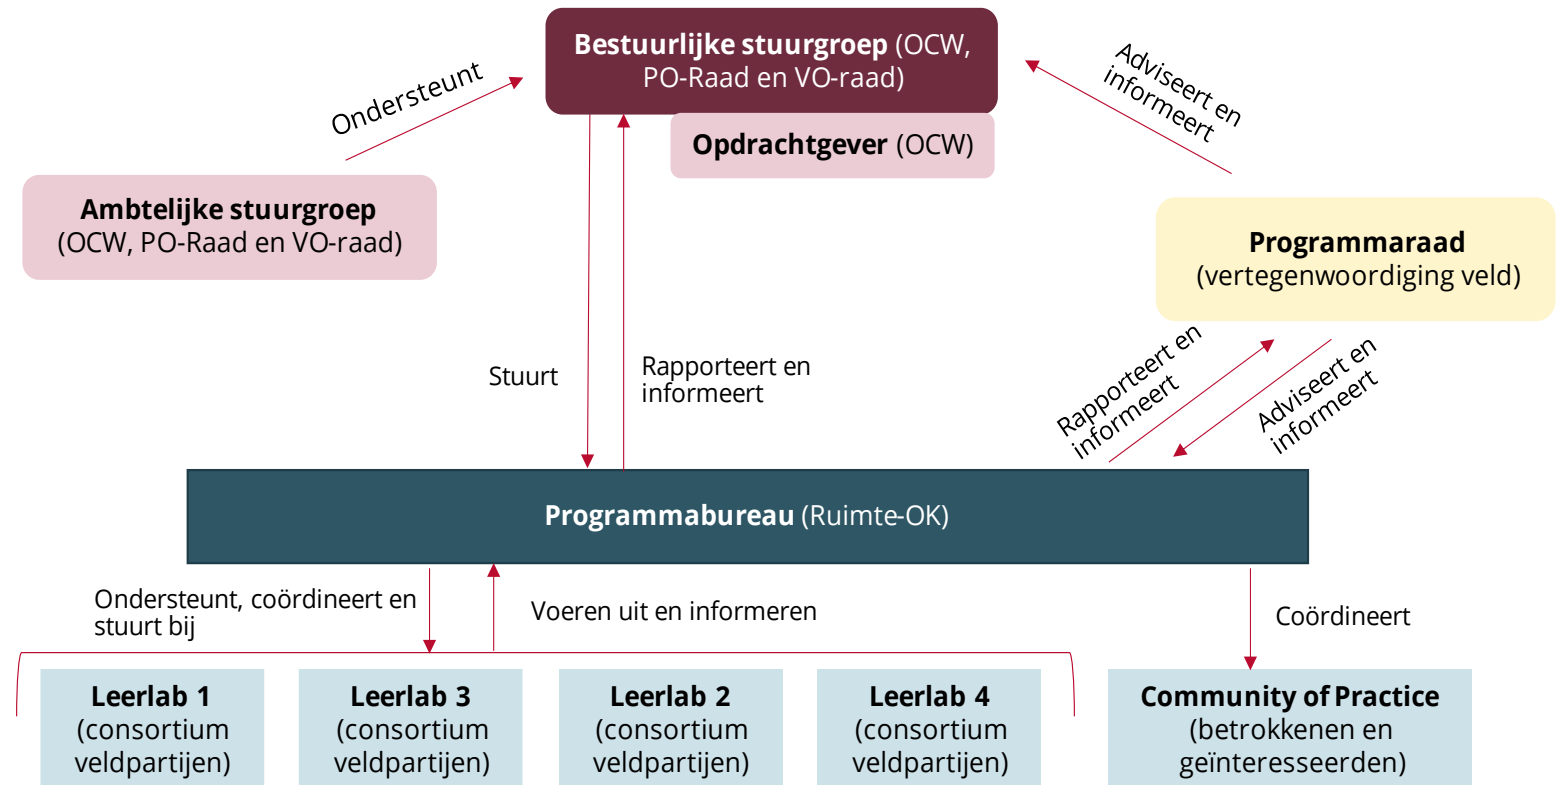 Bestuurlijke stuurgroep (OCW,
PO-Raad en VO-raad)
Opdrachtgever (OCW)
Ondersteunt
Adviseert en
informeert
Ambtelijke stuurgroep
(OCW, PO-Raad en VO-raad)
Programmaraad
(vertegenwoordiging veld)
Stuurt
Rapporteert en
informeert
Rapporteert en
informeert
Adviseert en
informeert
Programmabureau (Ruimte-OK)
Ondersteunt, coördineert en
stuurt bij
Voeren uit en informeren
Coördineert
Leerlab 1
(consortium
veldpartijen)
Leerlab 3
(consortium
veldpartijen)
Leerlab 2
(consortium
veldpartijen)
Leerlab 4
(consortium
veldpartijen)
Community of Practice
(betrokkenen en
geïnteresseerden)